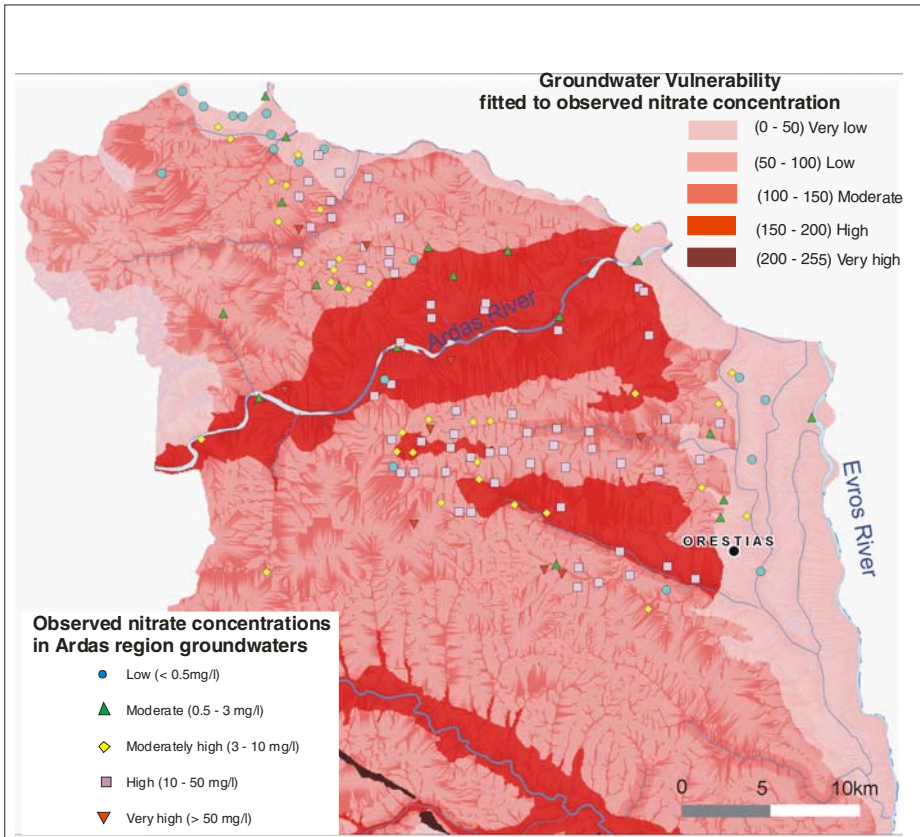 Groundwater Vulnerability
fitted to observed nitrate concentration
(0 - 50) Very low
(50 - 100) Low
(100 - 150) Moderate
(150 - 200) High
(200 - 255) Very high
Ardas River
Evros River
ORESTIAS
Observed nitrate concentrations
in Ardas region groundwaters
Low (< 0.5mg/l)
Moderate (0.5 - 3 mg/l)
Moderately high (3 - 10 mg/l)
High (10 - 50 mg/l)
Very high (> 50 mg/l)
0 5 10km